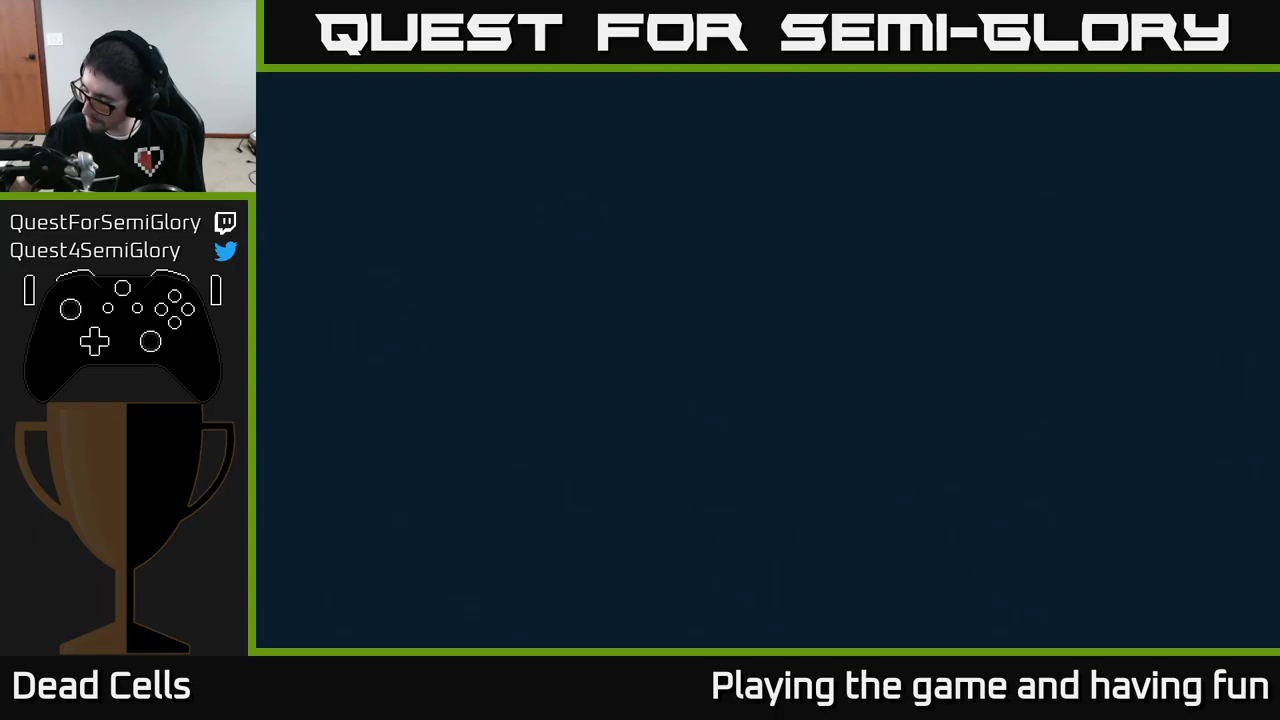 QUEST FOR SEMI-GLORY
QuestForSemiGlory
Quest4SemiGlory
Dead Cells
Playing the game and having fun